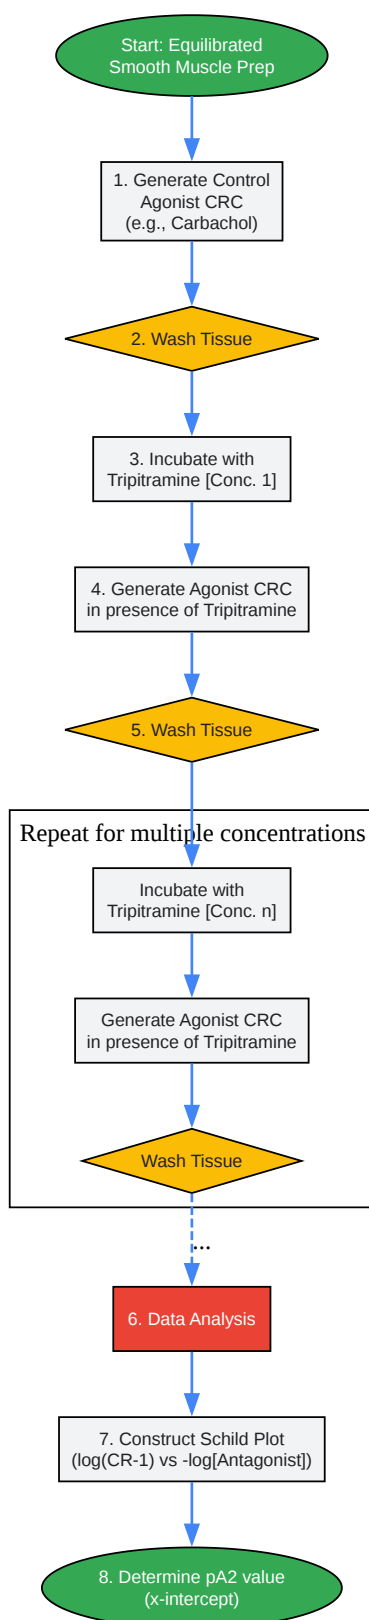 Start: Equilibrated
Smooth Muscle Prep
1. Generate Control
Agonist CRC
(e.g., Carbachol)
2. Wash Tissue
3. Incubate with
Tripitramine [Conc. 1]
4. Generate Agonist CRC
in presence of Tripitramine
5. Wash Tissue
Repeat for multiple concentrations
Incubate with
Tripitramine [Conc. n]
Generate Agonist CRC
in presence of Tripitramine
Wash Tissue
...
6. Data Analysis
7. Construct Schild Plot
(log(CR-1) vs -log[Antagonist])
8. Determine pA2 value
(x-intercept)